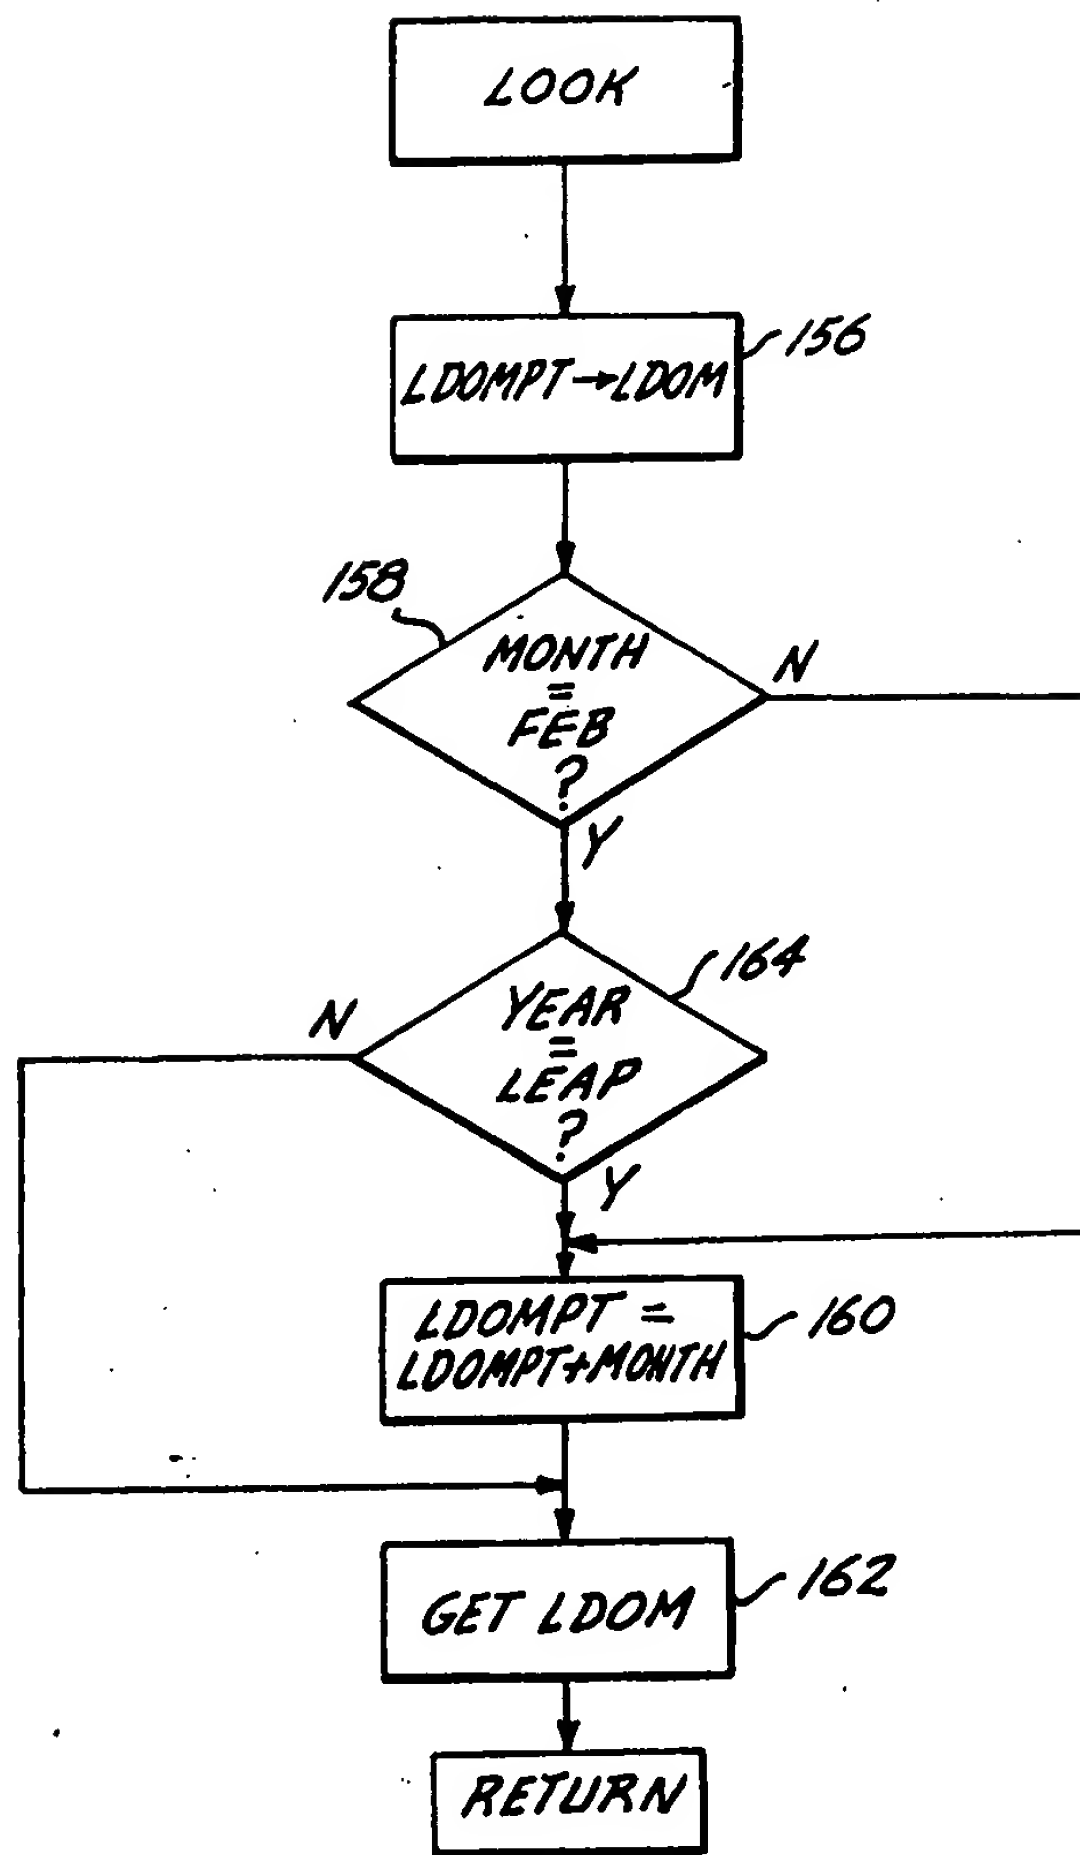 LOOK
LDOMPT→LDOM
156
158
MONTH
=
FEB
?
N
Y
164
YEAR
=
LEAP
?
N
Y
LDOMPT =
LDOMPT+MONTH
160
GET LDOM
162
RETURN